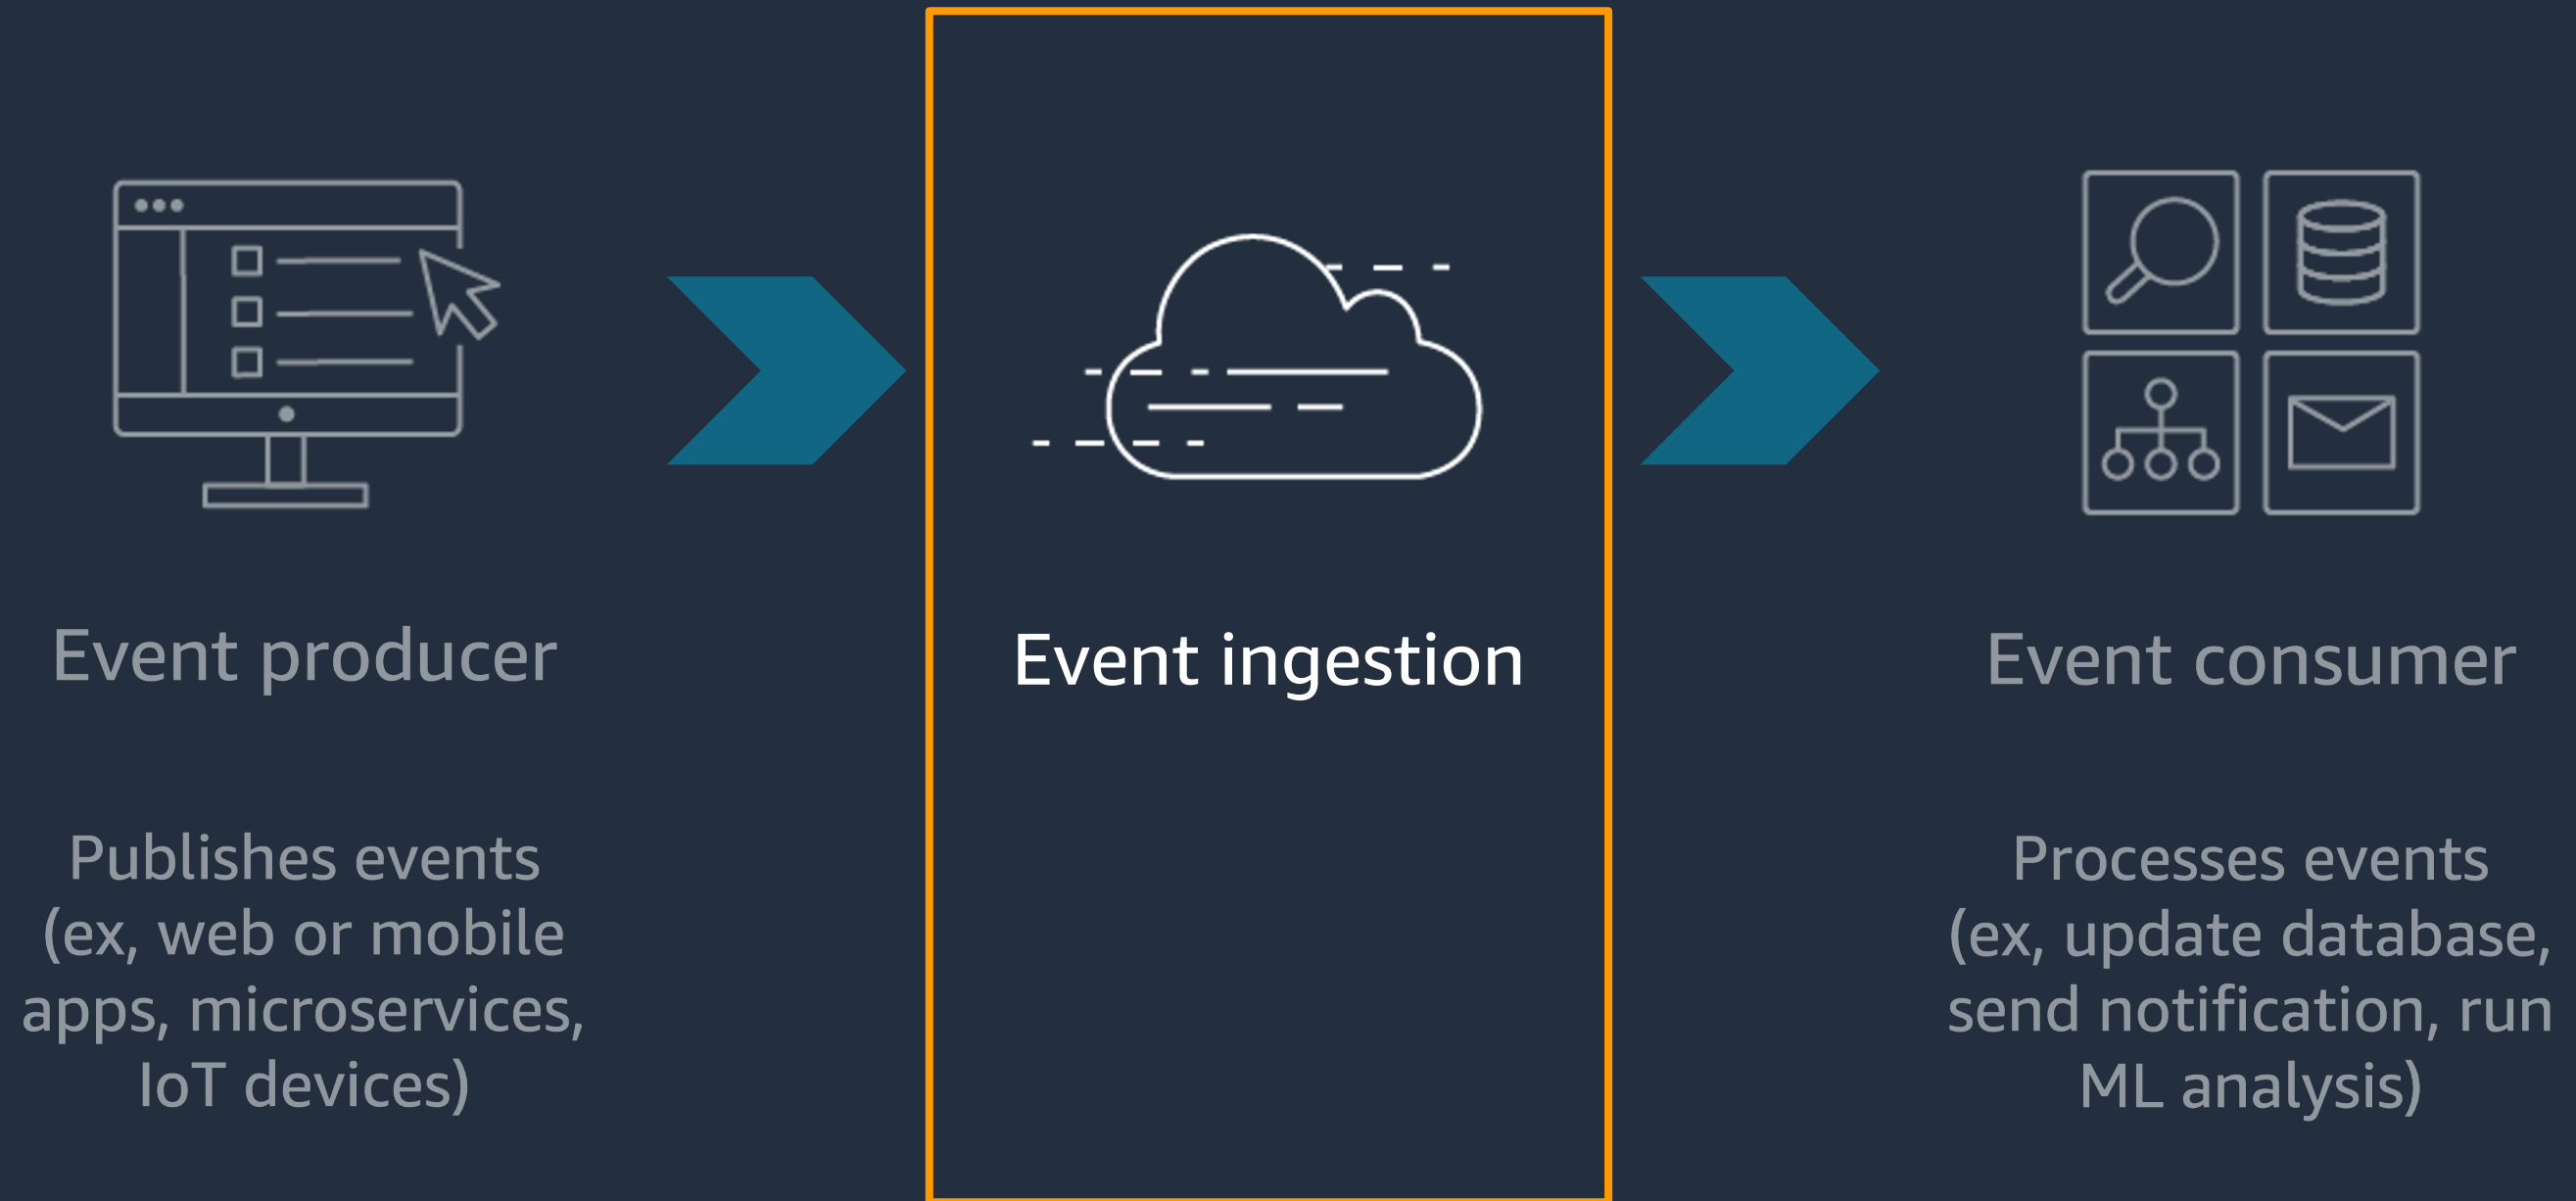 Event producer
Publishes events
(ex, web or mobile
apps, microservices,
IoT devices)
Event ingestion
Event consumer
Processes events
(ex, update database,
send notification, run
ML analysis)